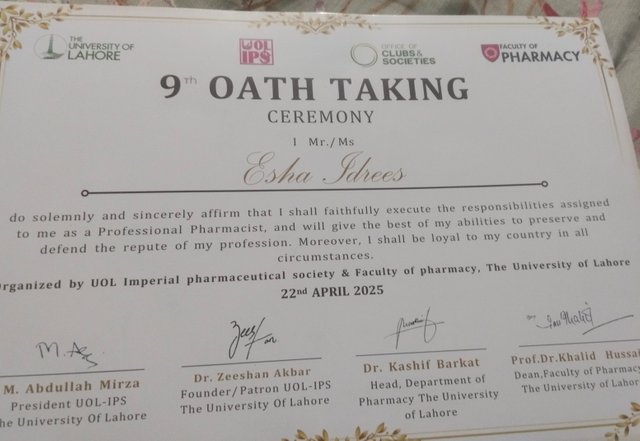 THE
UNIVERSITY OF
LAHORE
UOL
IPS
OFFICE OF
CLUBS &
SOCIETIES
FACULTY OF
PHARMACY
9TH OATH TAKING
CEREMONY
I Mr./Ms
Esha Idrees
do solemnly and sincerely affirm that I shall faithfully execute the responsibilities assigned
to me as a Professional Pharmacist, and will give the best of my abilities to preserve and
defend the repute of my profession. Moreover, I shall be loyal to my country in all
circumstances.
Organized by UOL Imperial pharmaceutical society & Faculty of pharmacy, The University of Lahore
22nd APRIL 2025
M. Abdullah Mirza
President UOL-IPS
The University Of Lahore
Dr. Zeeshan Akbar
Founder/Patron UOL-IPS
The University Of Lahore
Dr. Kashif Barkat
Head, Department of
Pharmacy The University
of Lahore
Prof.Dr.Khalid Hussai
Dean,Faculty of Pharmacy
The University of Lahor